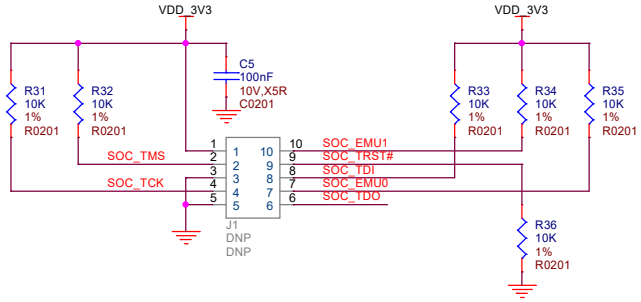 VDD_3V3
VDD_3V3
R31
10K
1%
R0201
R32
10K
1%
R0201
C5
100nF
10V,X5R
C0201
R33
10K
1%
R0201
R34
10K
1%
R0201
R35
10K
1%
R0201
1 1 10 10 SOC_EMU1
SOC_TMS 2 2 9 9 SOC_TRST#
3 3 8 8 SOC_TDI
SOC_TCK 4 4 7 7 SOC_EMU0
5 5 6 6 SOC_TDO
J1
DNP
DNP
R36
10K
1%
R0201